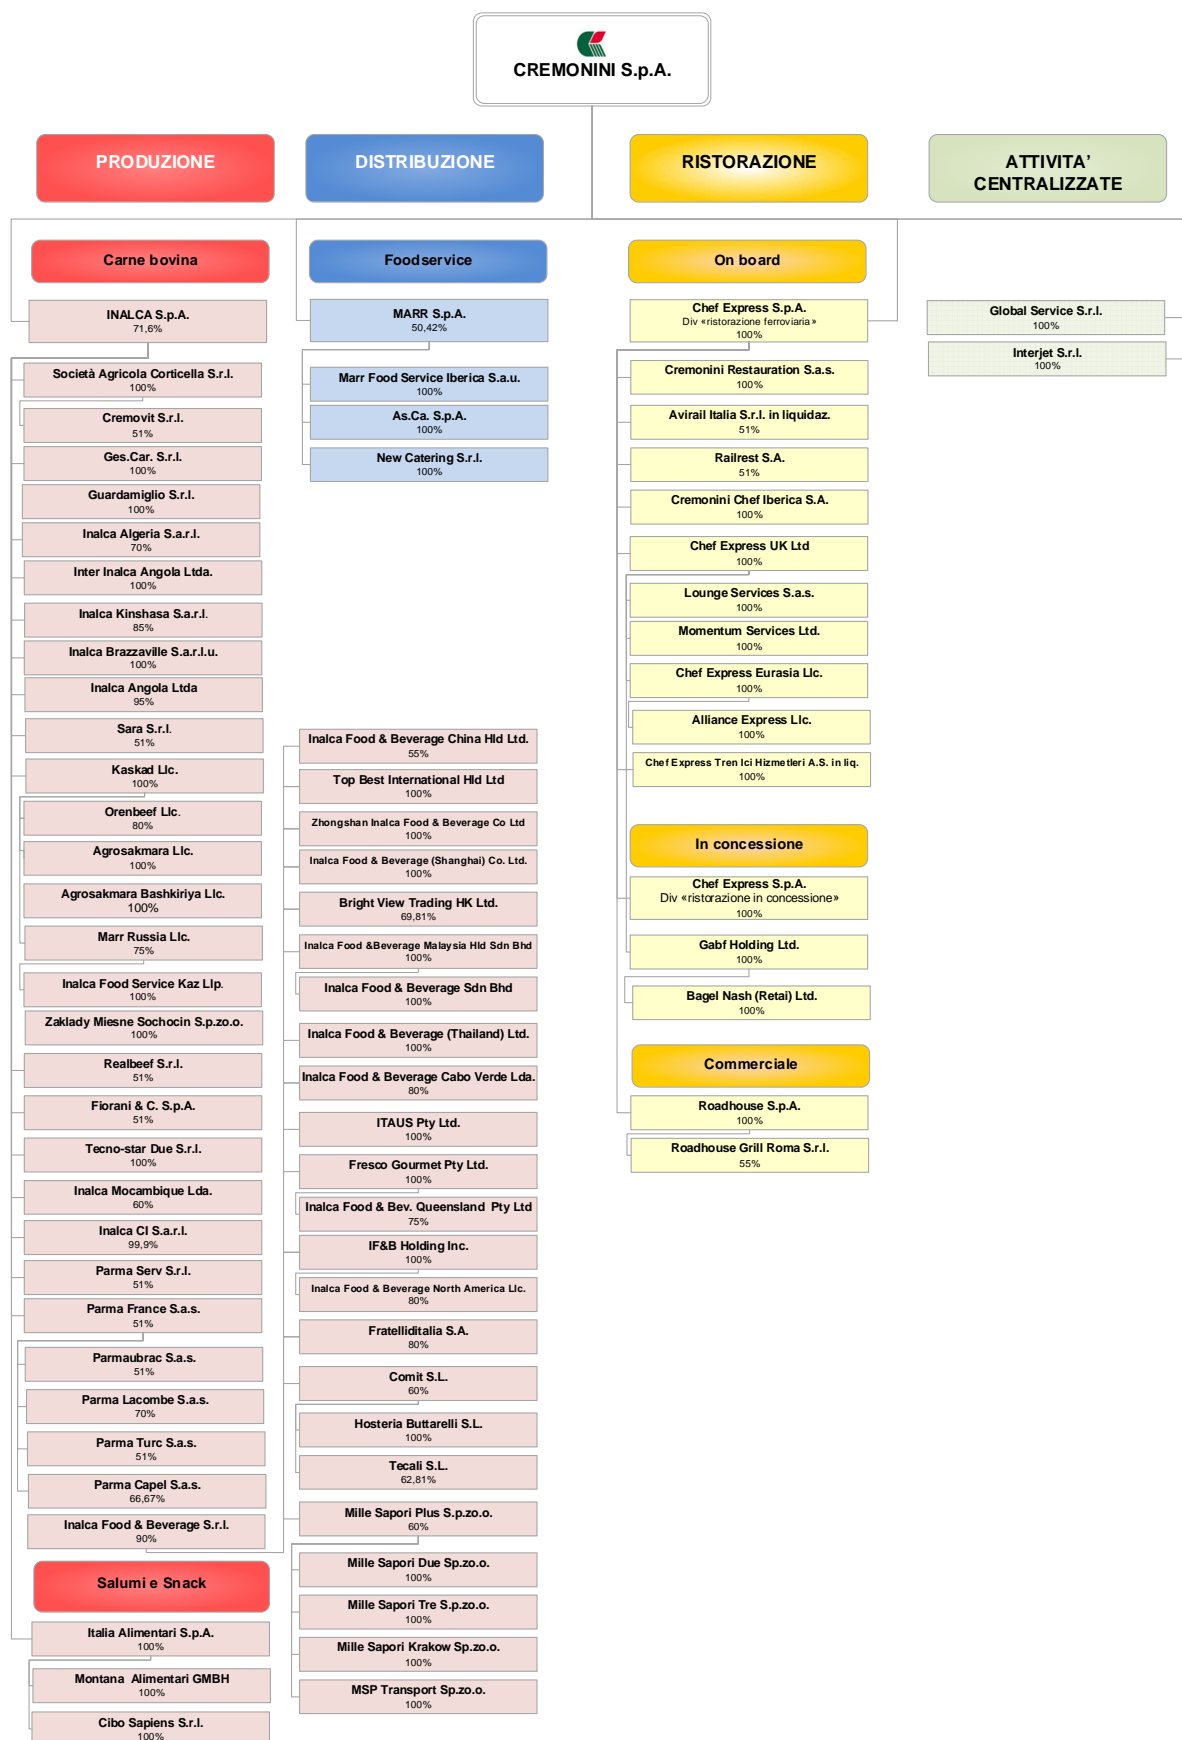 CREMONINI S.p.A.
PRODUZIONE
DISTRIBUZIONE
RISTORAZIONE
ATTIVITA’
CENTRALIZZATE
Carne bovina
INALCA S.p.A.
71,6%
Società Agricola Corticella S.r.l.
100%
Cremovit S.r.l.
51%
Ges.Car. S.r.l.
100%
Guardamiglio S.r.l.
100%
Inalca Algeria S.a.r.l.
70%
Inter Inalca Angola Ltda.
100%
Inalca Kinshasa S.a.r.l.
85%
Inalca Brazzaville S.a.r.l.u.
100%
Inalca Angola Ltda
95%
Sara S.r.l.
51%
Kaskad Llc.
100%
Orenbeef Llc.
80%
Agrosakmara Llc.
100%
Agrosakmara Bashkiriya Llc.
100%
Marr Russia Llc.
75%
Inalca Food Service Kaz Llp.
100%
Zaklady Miesne Sochocin S.p.zo.o.
100%
Realbeef S.r.l.
51%
Fiorani & C. S.p.A.
51%
Tecno-star Due S.r.l.
100%
Inalca Mocambique Lda.
60%
Inalca CI S.a.r.l.
99,9%
Parma Serv S.r.l.
51%
Parma France S.a.s.
51%
Parmaubrac S.a.s.
51%
Parma Lacombe S.a.s.
70%
Parma Turc S.a.s.
51%
Parma Capel S.a.s.
66,67%
Inalca Food & Beverage S.r.l.
90%
Salumi e Snack
Italia Alimentari S.p.A.
100%
Montana Alimentari GMBH
100%
Cibo Sapiens S.r.l.
100%
Foodservice
MARR S.p.A.
50,42%
Marr Food Service Iberica S.a.u.
100%
As.Ca. S.p.A.
100%
New Catering S.r.l.
100%
Inalca Food & Beverage China Hld Ltd.
55%
Top Best International Hld Ltd
100%
Zhongshan Inalca Food & Beverage Co Ltd
100%
Inalca Food & Beverage (Shanghai) Co. Ltd.
100%
Bright View Trading HK Ltd.
69,81%
Inalca Food &Beverage Malaysia Hld Sdn Bhd
100%
Inalca Food & Beverage Sdn Bhd
100%
Inalca Food & Beverage (Thailand) Ltd.
100%
Inalca Food & Beverage Cabo Verde Lda.
80%
ITAUS Pty Ltd.
100%
Fresco Gourmet Pty Ltd.
100%
Inalca Food & Bev. Queensland Pty Ltd
75%
IF&B Holding Inc.
100%
Inalca Food & Beverage North America Llc.
80%
Fratelliditalia S.A.
80%
Comit S.L.
60%
Hosteria Buttarelli S.L.
100%
Tecali S.L.
62,81%
Mille Sapori Plus S.p.zo.o.
60%
Mille Sapori Due Sp.zo.o.
100%
Mille Sapori Tre S.p.zo.o.
100%
Mille Sapori Krakow Sp.zo.o.
100%
MSP Transport Sp.zo.o.
100%
On board
Chef Express S.p.A.
Div «ristorazione ferroviaria»
100%
Cremonini Restauration S.a.s.
100%
Avirail Italia S.r.l. in liquidaz.
51%
Railrest S.A.
51%
Cremonini Chef Iberica S.A.
100%
Chef Express UK Ltd
100%
Lounge Services S.a.s.
100%
Momentum Services Ltd.
100%
Chef Express Eurasia Llc.
100%
Alliance Express Llc.
100%
Chef Express Tren Ici Hizmetleri A.S. in liq.
100%
In concessione
Chef Express S.p.A.
Div «ristorazione in concessione»
100%
Gabf Holding Ltd.
100%
Bagel Nash (Retai) Ltd.
100%
Commerciale
Roadhouse S.p.A.
100%
Roadhouse Grill Roma S.r.l.
55%
Global Service S.r.l.
100%
Interjet S.r.l.
100%